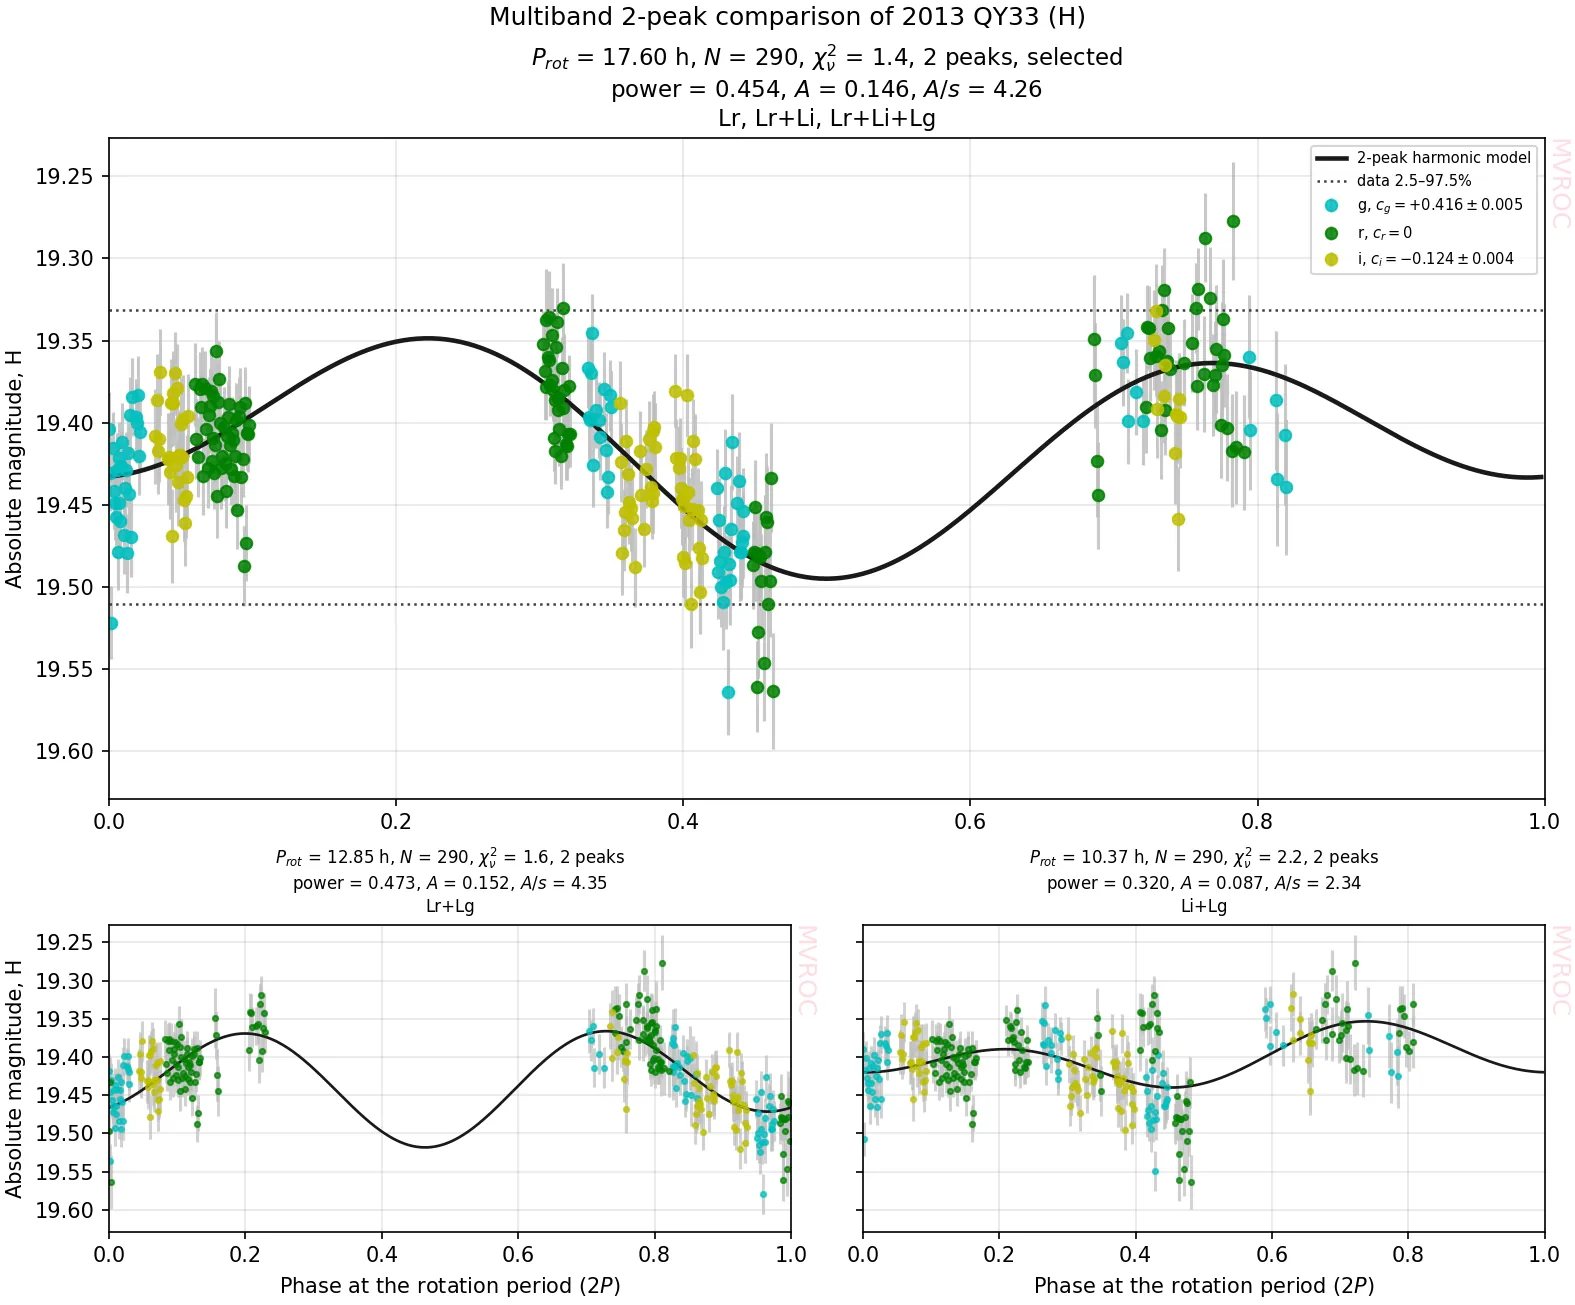 Multiband 2-peak comparison of 2013 QY33 (H)
P_rot = 17.60 h, N = 290, χ²_ν = 1.4, 2 peaks, selected
power = 0.454, A = 0.146, A/s = 4.26
Lr, Lr+Li, Lr+Li+Lg
2-peak harmonic model
data 2.5–97.5%
g, c_g = +0.416 ± 0.005
r, c_r = 0
i, c_i = −0.124 ± 0.004
MVROC
Absolute magnitude, H
19.25
19.30
19.35
19.40
19.45
19.50
19.55
19.60
0.0 0.2 0.4 0.6 0.8 1.0
P_rot = 12.85 h, N = 290, χ²_ν = 1.6, 2 peaks
power = 0.473, A = 0.152, A/s = 4.35
Lr+Lg
MVROC
Absolute magnitude, H
19.25
19.30
19.35
19.40
19.45
19.50
19.55
19.60
0.0 0.2 0.4 0.6 0.8 1.0
Phase at the rotation period (2P)
P_rot = 10.37 h, N = 290, χ²_ν = 2.2, 2 peaks
power = 0.320, A = 0.087, A/s = 2.34
Li+Lg
MVROC
0.0 0.2 0.4 0.6 0.8 1.0
Phase at the rotation period (2P)